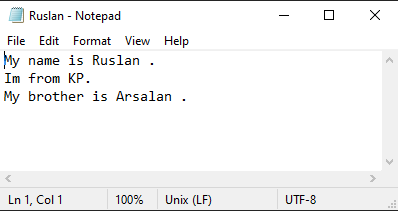 Ruslan - Notepad
File Edit Format View Help
My name is Ruslan .
Im from KP.
My brother is Arsalan .
Ln 1, Col 1 100% Unix (LF) UTF-8